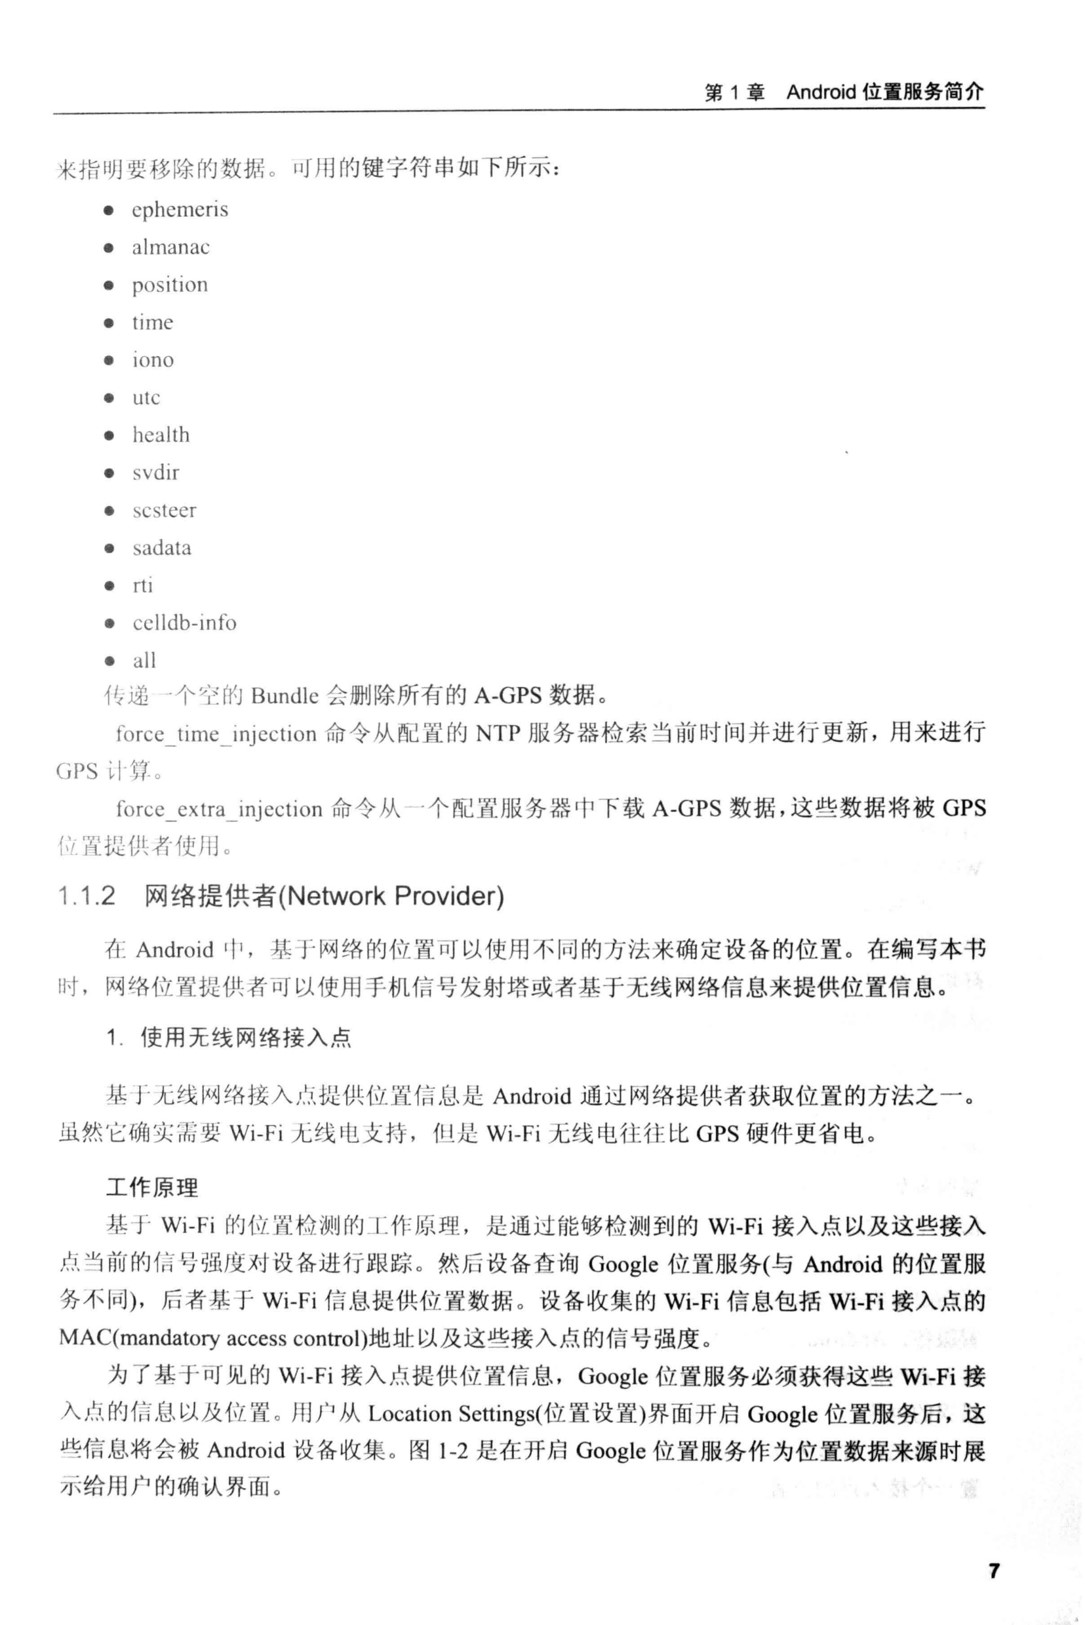 第 1 章 Android 位置服务简介
来指明要移除的数据。可用的键字符串如下所示：
● ephemeris
● almanac
● position
● time
● iono
● utc
● health
● svdir
● scsteer
● sadata
● rti
● celldb-info
● all
传递一个空的 Bundle 会删除所有的 A-GPS 数据。
force_time_injection 命令从配置的 NTP 服务器检索当前时间并进行更新，用来进行
GPS 计算。
force_extra_injection 命令从一个配置服务器中下载 A-GPS 数据，这些数据将被 GPS
位置提供者使用。
1.1.2 网络提供者(Network Provider)
在 Android 中，基于网络的位置可以使用不同的方法来确定设备的位置。在编写本书
时，网络位置提供者可以使用手机信号发射塔或者基于无线网络信息来提供位置信息。
1. 使用无线网络接入点
基于无线网络接入点提供位置信息是 Android 通过网络提供者获取位置的方法之一。
虽然它确实需要 Wi-Fi 无线电支持，但是 Wi-Fi 无线电往往比 GPS 硬件更省电。
工作原理
基于 Wi-Fi 的位置检测的工作原理，是通过能够检测到的 Wi-Fi 接入点以及这些接入
点当前的信号强度对设备进行跟踪。然后设备查询 Google 位置服务(与 Android 的位置服
务不同)，后者基于 Wi-Fi 信息提供位置数据。设备收集的 Wi-Fi 信息包括 Wi-Fi 接入点的
MAC(mandatory access control)地址以及这些接入点的信号强度。
为了基于可见的 Wi-Fi 接入点提供位置信息，Google 位置服务必须获得这些 Wi-Fi 接
入点的信息以及位置。用户从 Location Settings(位置设置)界面开启 Google 位置服务后，这
些信息将会被 Android 设备收集。图 1-2 是在开启 Google 位置服务作为位置数据来源时展
示给用户的确认界面。
7